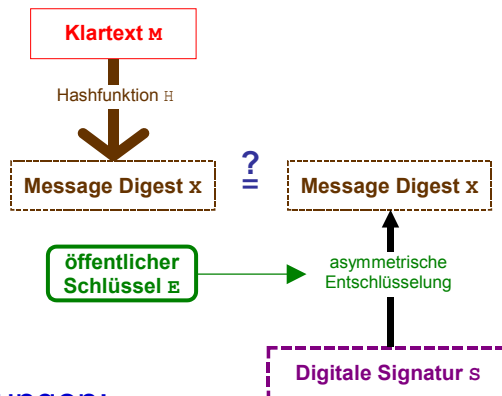 Klartext M
Hashfunktion H
Message Digest X
?
=
Message Digest X
öffentlicher
Schlüssel E
asymmetrische
Entschlüsselung
Digitale Signatur S